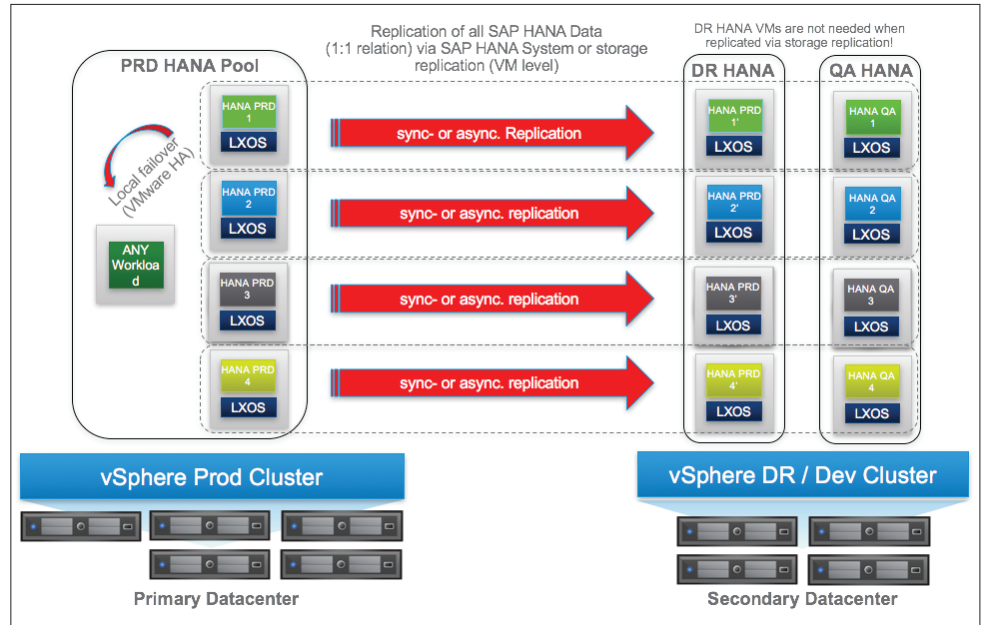 Replication of all SAP HANA Data
(1:1 relation) via SAP HANA System or storage
replication (VM level)
DR HANA VMs are not needed when
replicated via storage replication!
PRD HANA Pool
DR HANA
QA HANA
HANA PRD
1
LXOS
sync- or async. Replication
HANA PRD
1'
LXOS
HANA QA
1
LXOS
Local failover
(VMware HA)
HANA PRD
2
LXOS
sync- or async. replication
HANA PRD
2'
LXOS
HANA QA
2
LXOS
ANY
Workloa
d
HANA PRD
3
LXOS
sync- or async. replication
HANA PRD
3'
LXOS
HANA QA
3
LXOS
HANA PRD
4
LXOS
sync- or async. replication
HANA PRD
4'
LXOS
HANA QA
4
LXOS
vSphere Prod Cluster
vSphere DR / Dev Cluster
Primary Datacenter
Secondary Datacenter